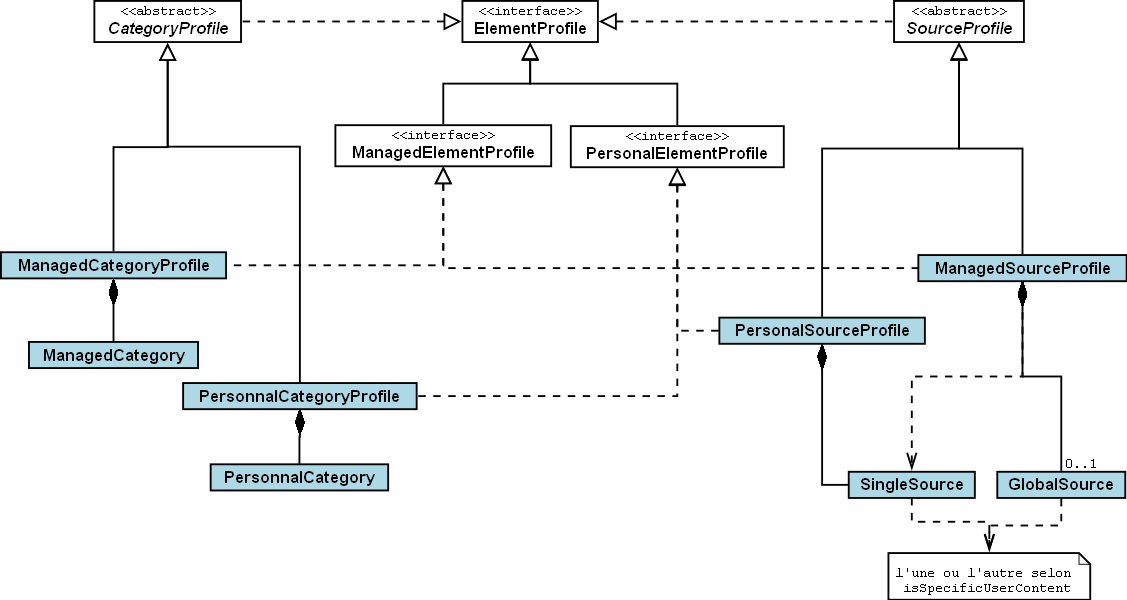 <<abstract>>
CategoryProfile
<<interface>>
ElementProfile
<<abstract>>
SourceProfile
<<interface>>
ManagedElementProfile
<<interface>>
PersonalElementProfile
ManagedCategoryProfile
ManagedSourceProfile
PersonalSourceProfile
ManagedCategory
PersonnalCategoryProfile
PersonnalCategory
0..1
SingleSource
GlobalSource
l'une ou l'autre selon
isSpecificUserContent